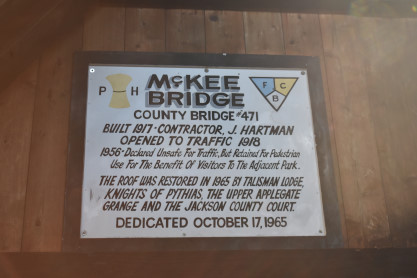 P H
McKEE
BRIDGE
F C
B
COUNTY BRIDGE #471
BUILT 1917 · CONTRACTOR, J. HARTMAN
OPENED TO TRAFFIC 1918
1956 - Declared Unsafe For Traffic, But Retained For Pedestrian
Use For The Benefit Of Visitors To The Adjacent Park.
THE ROOF WAS RESTORED IN 1965 BY TALISMAN LODGE,
KNIGHTS OF PYTHIAS, THE UPPER APPLEGATE
GRANGE AND THE JACKSON COUNTY COURT.
DEDICATED OCTOBER 17, 1965